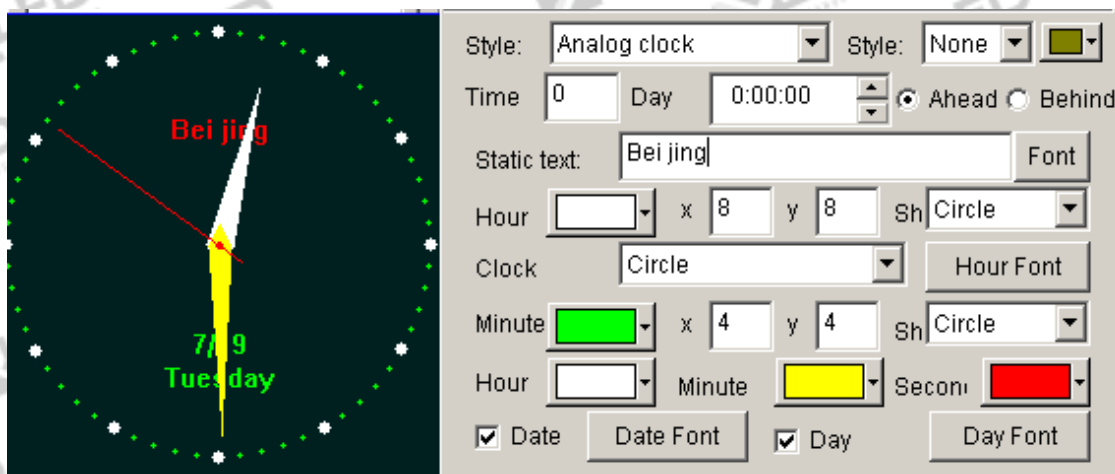 Bei jing
7/ 9
Tuesday
Style: Analog clock Style: None
Time 0 Day 0:00:00 Ahead Behind
Static text: Bei jing Font
Hour x 8 y 8 Sh Circle
Clock Circle Hour Font
Minute x 4 y 4 Sh Circle
Hour Minute Secon
Date Date Font Day Day Font